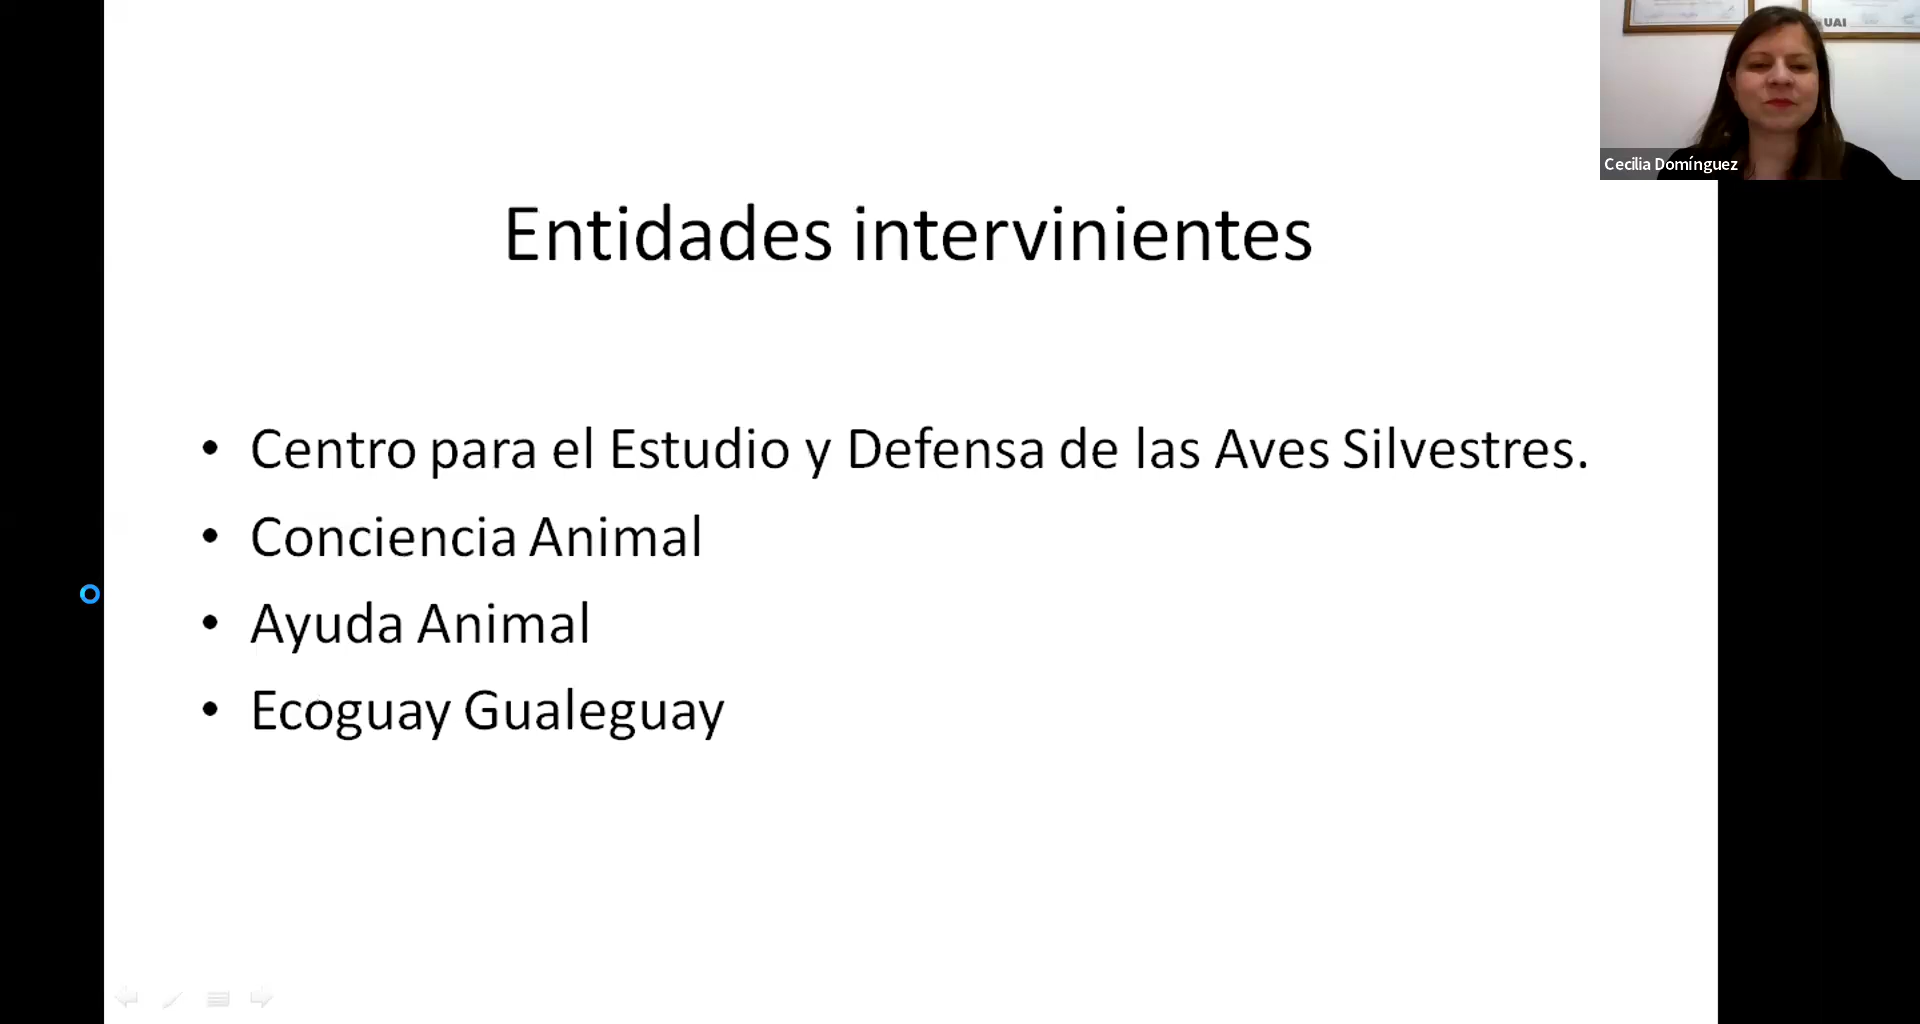 UAI
Cecilia Domínguez
Entidades intervinientes
• Centro para el Estudio y Defensa de las Aves Silvestres.
• Conciencia Animal
• Ayuda Animal
• Ecoguay Gualeguay